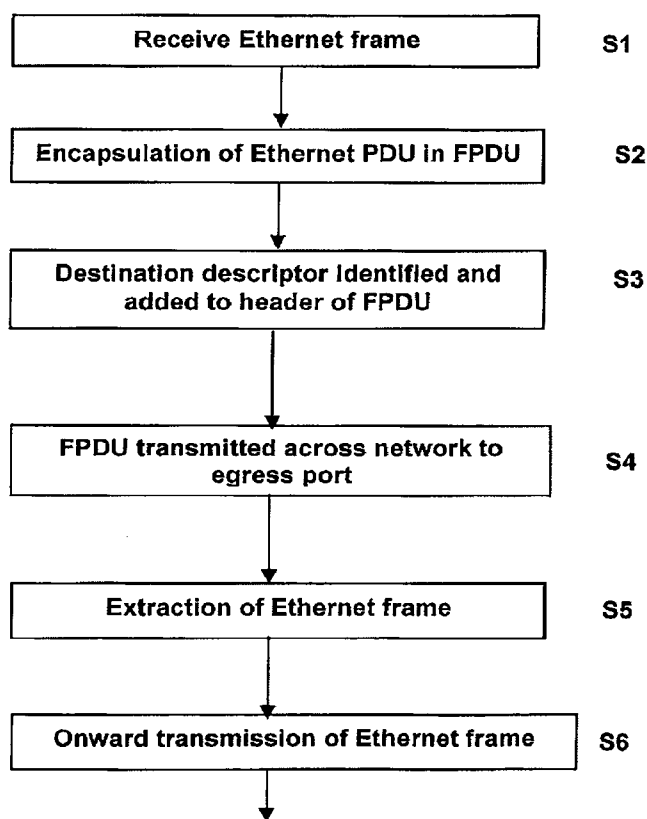 Receive Ethernet frame S1
Encapsulation of Ethernet PDU in FPDU S2
Destination descriptor identified and
added to header of FPDU S3
FPDU transmitted across network to
egress port S4
Extraction of Ethernet frame S5
Onward transmission of Ethernet frame S6